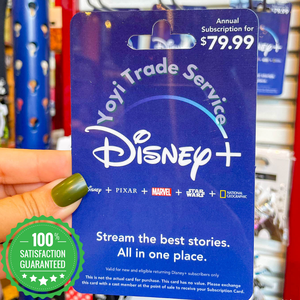 Annual
Subscription for
$79.99
Yoyi Trade Service
Disney+
Disney + PIXAR + MARVEL + STAR WARS + NATIONAL GEOGRAPHIC
Stream the best stories.
All in one place.
Valid for new and eligible returning Disney+ subscribers only
This is not the actual card for purchase. This card has no value. Please exchange
this card with a cast member at the point of sale to receive your Subscription Card.
100%
SATISFACTION
GUARANTEED